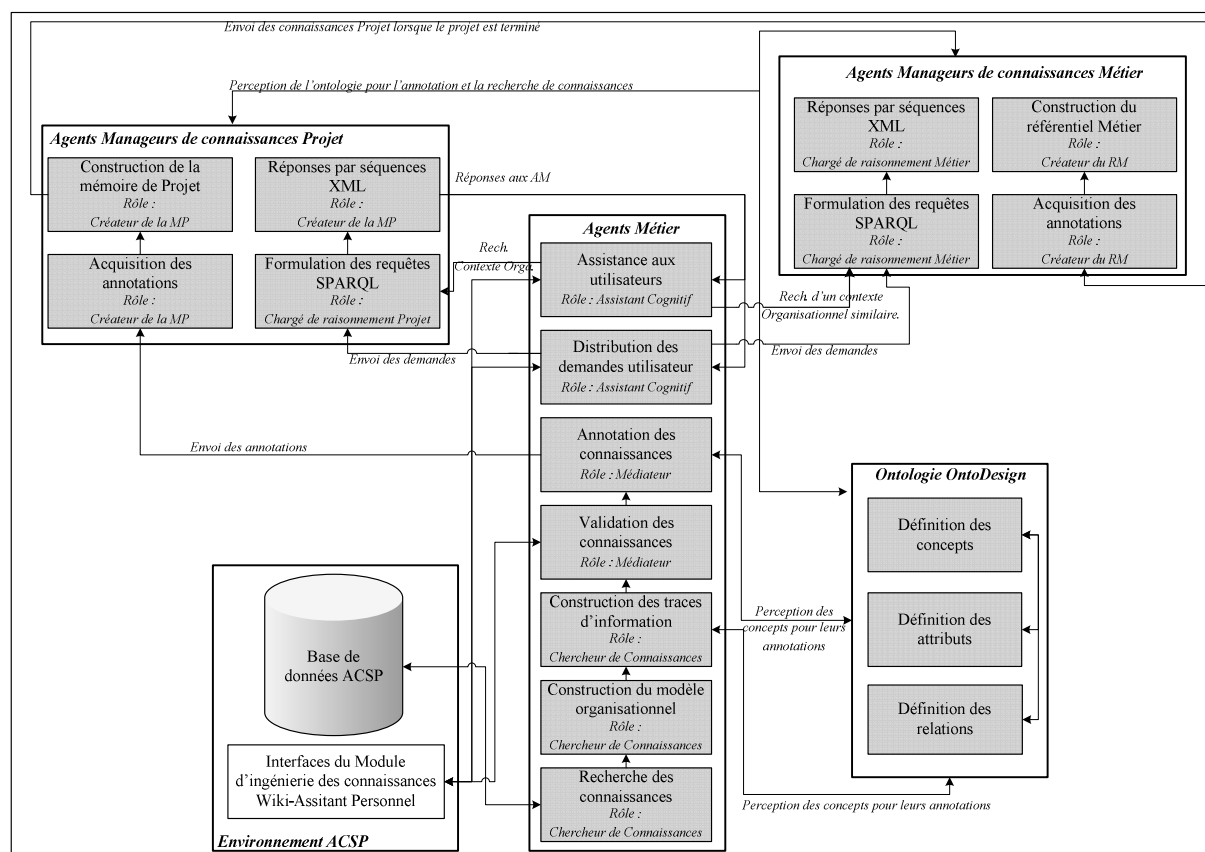 Envoi des connaissances Projet lorsque le projet est terminé
Perception de l'ontologie pour l'annotation et la recherche de connaissances
Agents Manageurs de connaissances Projet
Construction de la
mémoire de Projet
Rôle :
Créateur de la MP
Réponses par séquences
XML
Rôle :
Créateur de la MP
Acquisition des
annotations
Rôle :
Créateur de la MP
Formulation des requêtes
SPARQL
Rôle :
Chargé de raisonnement Projet
Réponses aux AM
Agents Manageurs de connaissances Métier
Réponses par séquences
XML
Rôle :
Chargé de raisonnement Métier
Construction du
référentiel Métier
Rôle :
Créateur du RM
Formulation des requêtes
SPARQL
Rôle :
Chargé de raisonnement Métier
Acquisition des
annotations
Rôle :
Créateur du RM
Rech.
Contexte Orga.
Rech. d'un contexte
Organisationnel similaire.
Envoi des demandes
Envoi des demandes
Envoi des annotations
Agents Métier
Assistance aux
utilisateurs
Rôle : Assistant Cognitif
Distribution des
demandes utilisateur
Rôle : Assistant Cognitif
Annotation des
connaissances
Rôle : Médiateur
Validation des
connaissances
Rôle : Médiateur
Construction des traces
d'information
Rôle :
Chercheur de Connaissances
Construction du modèle
organisationnel
Rôle :
Chercheur de Connaissances
Recherche des
connaissances
Rôle :
Chercheur de Connaissances
Perception des
concepts pour leurs
annotations
Perception des concepts pour leurs annotations
Ontologie OntoDesign
Définition des
concepts
Définition des
attributs
Définition des
relations
Base de
données ACSP
Interfaces du Module
d'ingénierie des connaissances
Wiki-Assitant Personnel
Environnement ACSP